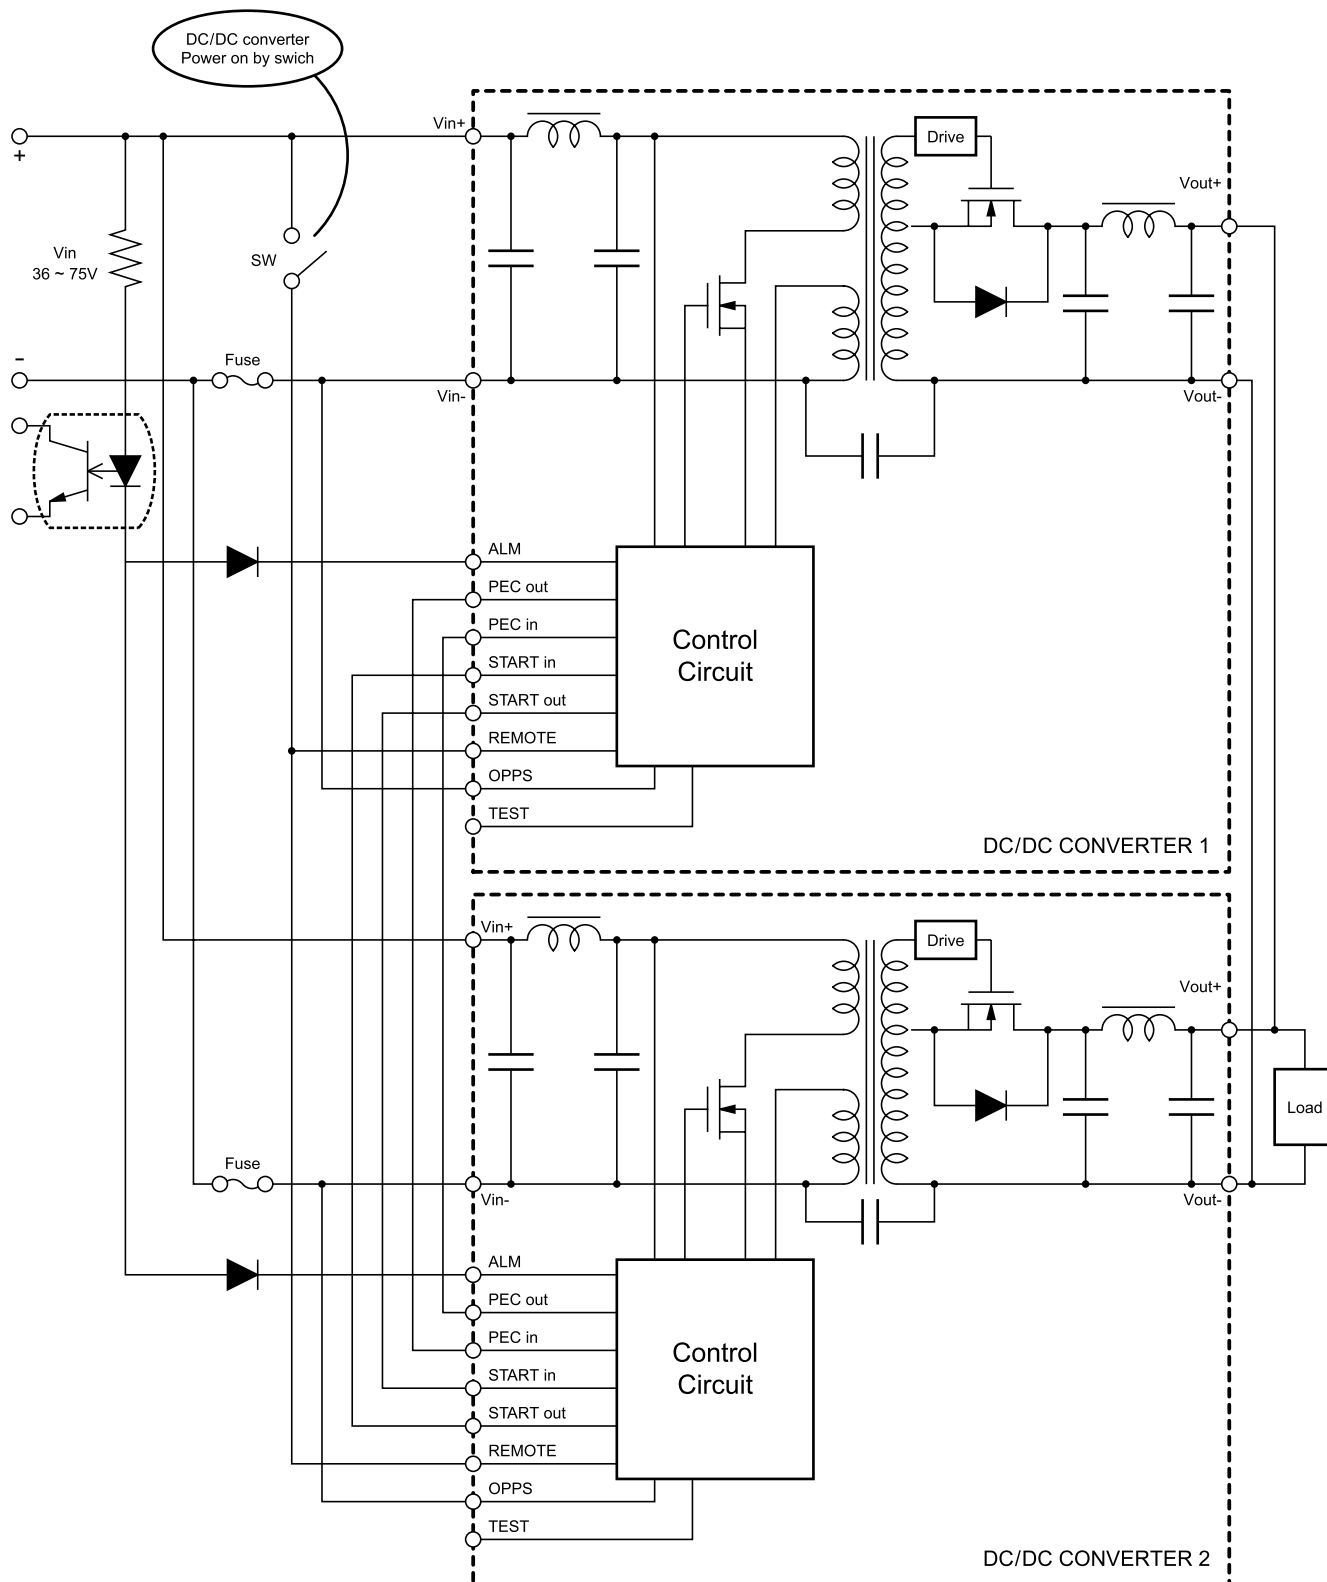 DC/DC converter
Power on by swich
Vin+
+
Drive
Vout+
Vin
36 ~ 75V
SW
-
Fuse
Vin-
Vout-
ALM
PEC out
PEC in
START in
START out
REMOTE
OPPS
TEST
Control
Circuit
DC/DC CONVERTER 1
Vin+
Drive
Vout+
Load
Fuse
Vin-
Vout-
ALM
PEC out
PEC in
START in
START out
REMOTE
OPPS
TEST
Control
Circuit
DC/DC CONVERTER 2